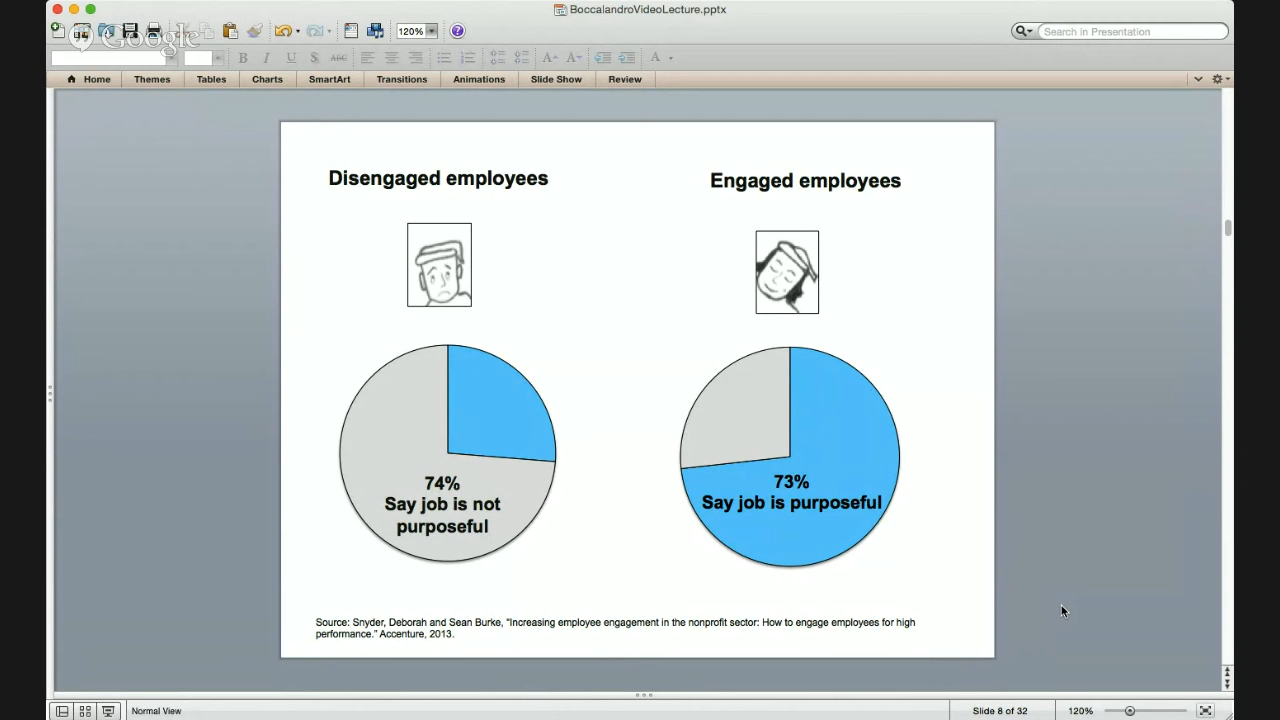 BoccalandroVideoLecture.pptx
Google
120%
Search in Presentation
B I U S ABC A A A
Home Themes Tables Charts SmartArt Transitions Animations Slide Show Review
Disengaged employees
Engaged employees
74%
Say job is not
purposeful
73%
Say job is purposeful
Source: Snyder, Deborah and Sean Burke, “Increasing employee engagement in the nonprofit sector: How to engage employees for high
performance.” Accenture, 2013.
Normal View
Slide 8 of 32
120%